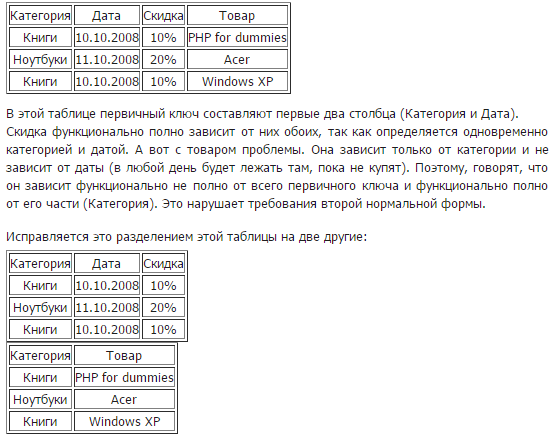 Категория Дата Скидка Товар
Книги 10.10.2008 10% PHP for dummies
Ноутбуки 11.10.2008 20% Acer
Книги 10.10.2008 10% Windows XP
В этой таблице первичный ключ составляют первые два столбца (Категория и Дата).
Скидка функционально полно зависит от них обоих, так как определяется одновременно
категорией и датой. А вот с товаром проблемы. Она зависит только от категории и не
зависит от даты (в любой день будет лежать там, пока не купят). Поэтому, говорят, что
он зависит функционально не полно от всего первичного ключа и функционально полно
от его части (Категория). Это нарушает требования второй нормальной формы.
Исправляется это разделением этой таблицы на две другие:
Категория Дата Скидка
Книги 10.10.2008 10%
Ноутбуки 11.10.2008 20%
Книги 10.10.2008 10%
Категория Товар
Книги PHP for dummies
Ноутбуки Acer
Книги Windows XP